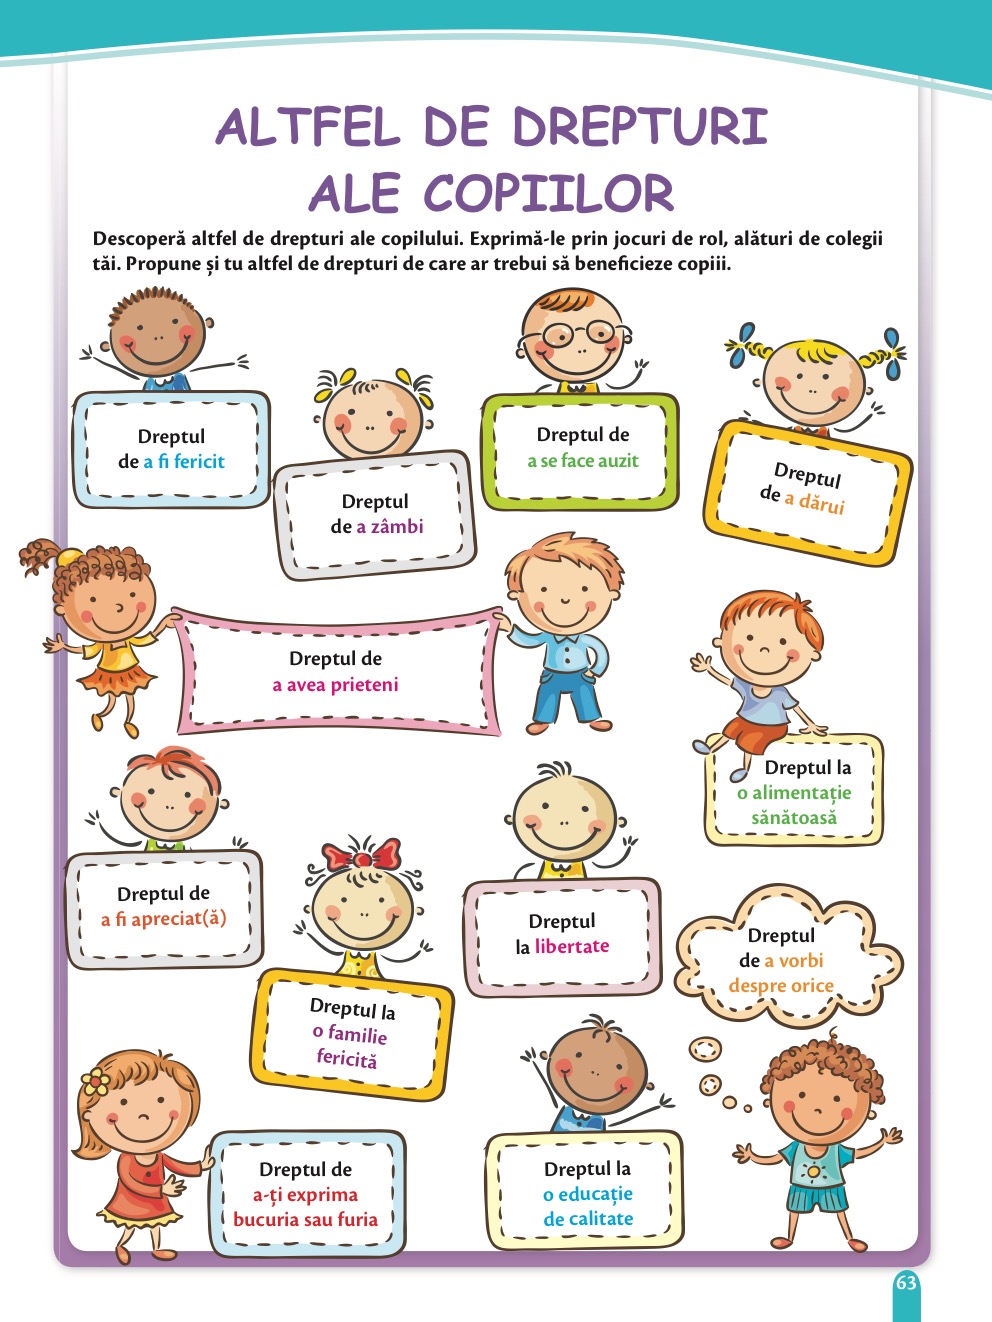 ALTFEL DE DREPTURI
ALE COPIILOR
Descoperă altfel de drepturi ale copilului. Exprimă-le prin jocuri de rol, alături de colegii
tăi. Propune și tu altfel de drepturi de care ar trebui să beneficieze copiii.
Dreptul
de a fi fericit
Dreptul
de a zâmbi
Dreptul de
a se face auzit
Dreptul
de a dărui
Dreptul de
a avea prieteni
Dreptul la
o alimentație
sănătoasă
Dreptul de
a fi apreciat(ă)
Dreptul la
o familie
fericită
Dreptul
la libertate
Dreptul
de a vorbi
despre orice
Dreptul de
a-ți exprima
bucuria sau furia
Dreptul la
o educație
de calitate
63